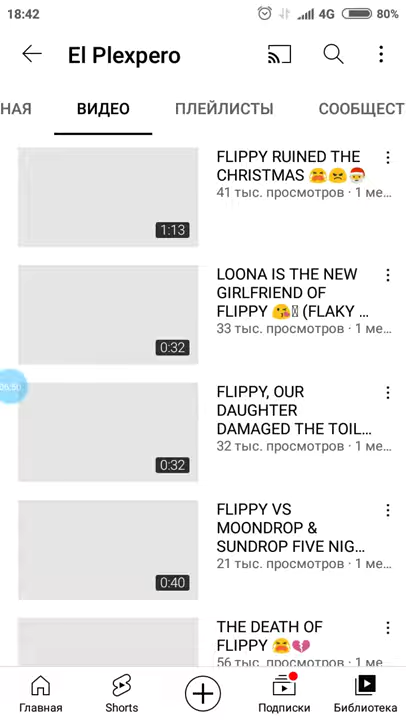 18:42
4G
80%
El Plexpero
НАЯ
ВИДЕО
ПЛЕЙЛИСТЫ
СООБЩЕСТ
FLIPPY RUINED THE
CHRISTMAS 😫😠🎅
41 тыс. просмотров · 1 ме...
1:13
LOONA IS THE NEW
GIRLFRIEND OF
FLIPPY 😘 (FLAKY ...
33 тыс. просмотров · 1 ме...
0:32
06:50
FLIPPY, OUR
DAUGHTER
DAMAGED THE TOIL...
32 тыс. просмотров · 1 ме...
0:32
FLIPPY VS
MOONDROP &
SUNDROP FIVE NIG...
21 тыс. просмотров · 1 ме...
0:40
THE DEATH OF
FLIPPY 😫💔
56 тыс. просмотров · 1 ме...
Главная
Shorts
Подписки
Библиотека